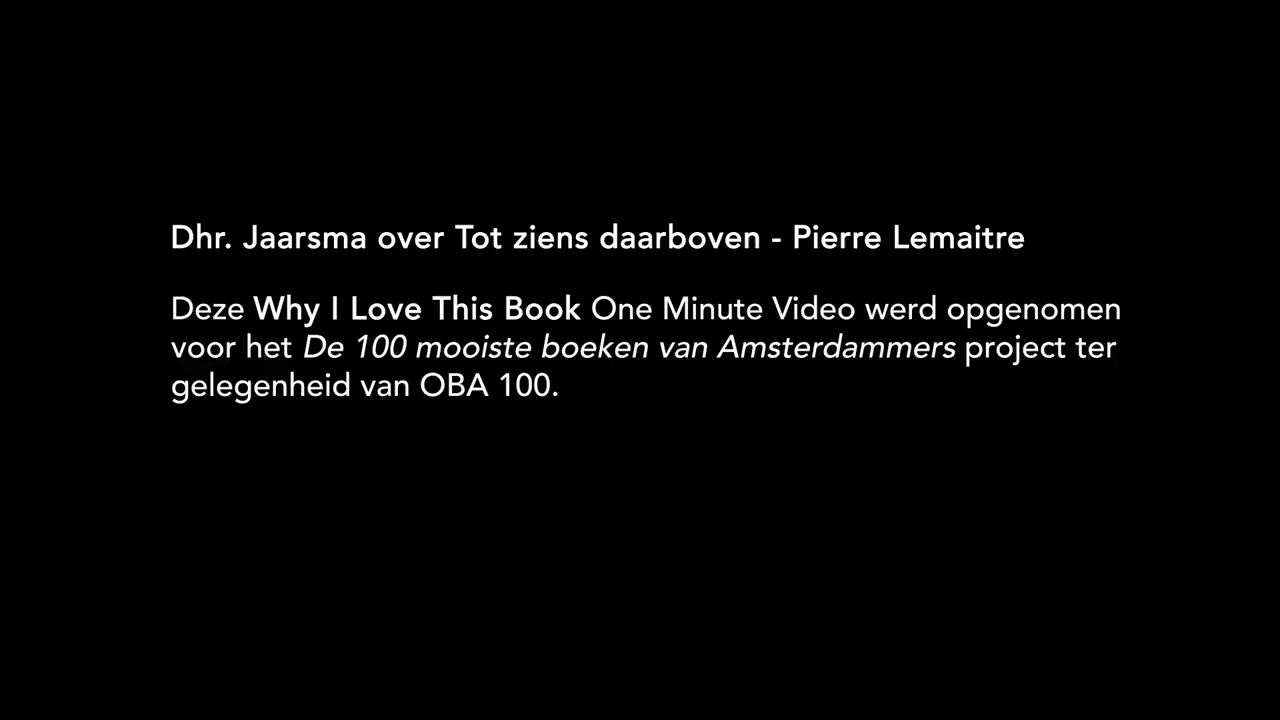 Dhr. Jaarsma over Tot ziens daarboven - Pierre Lemaitre
Deze Why I Love This Book One Minute Video werd opgenomen
voor het De 100 mooiste boeken van Amsterdammers project ter
gelegenheid van OBA 100.